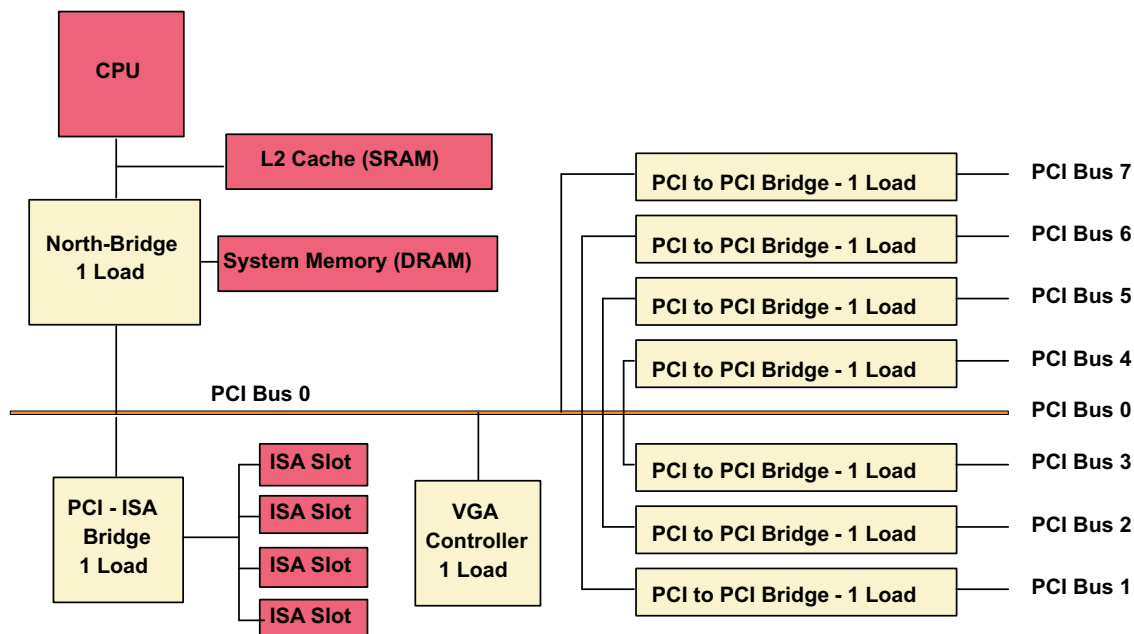 CPU
L2 Cache (SRAM)
North-Bridge
1 Load
System Memory (DRAM)
PCI to PCI Bridge - 1 Load
PCI Bus 7
PCI to PCI Bridge - 1 Load
PCI Bus 6
PCI to PCI Bridge - 1 Load
PCI Bus 5
PCI to PCI Bridge - 1 Load
PCI Bus 4
PCI Bus 0
PCI Bus 0
PCI to PCI Bridge - 1 Load
PCI Bus 3
PCI to PCI Bridge - 1 Load
PCI Bus 2
PCI to PCI Bridge - 1 Load
PCI Bus 1
PCI - ISA
Bridge
1 Load
ISA Slot
ISA Slot
ISA Slot
ISA Slot
VGA
Controller
1 Load